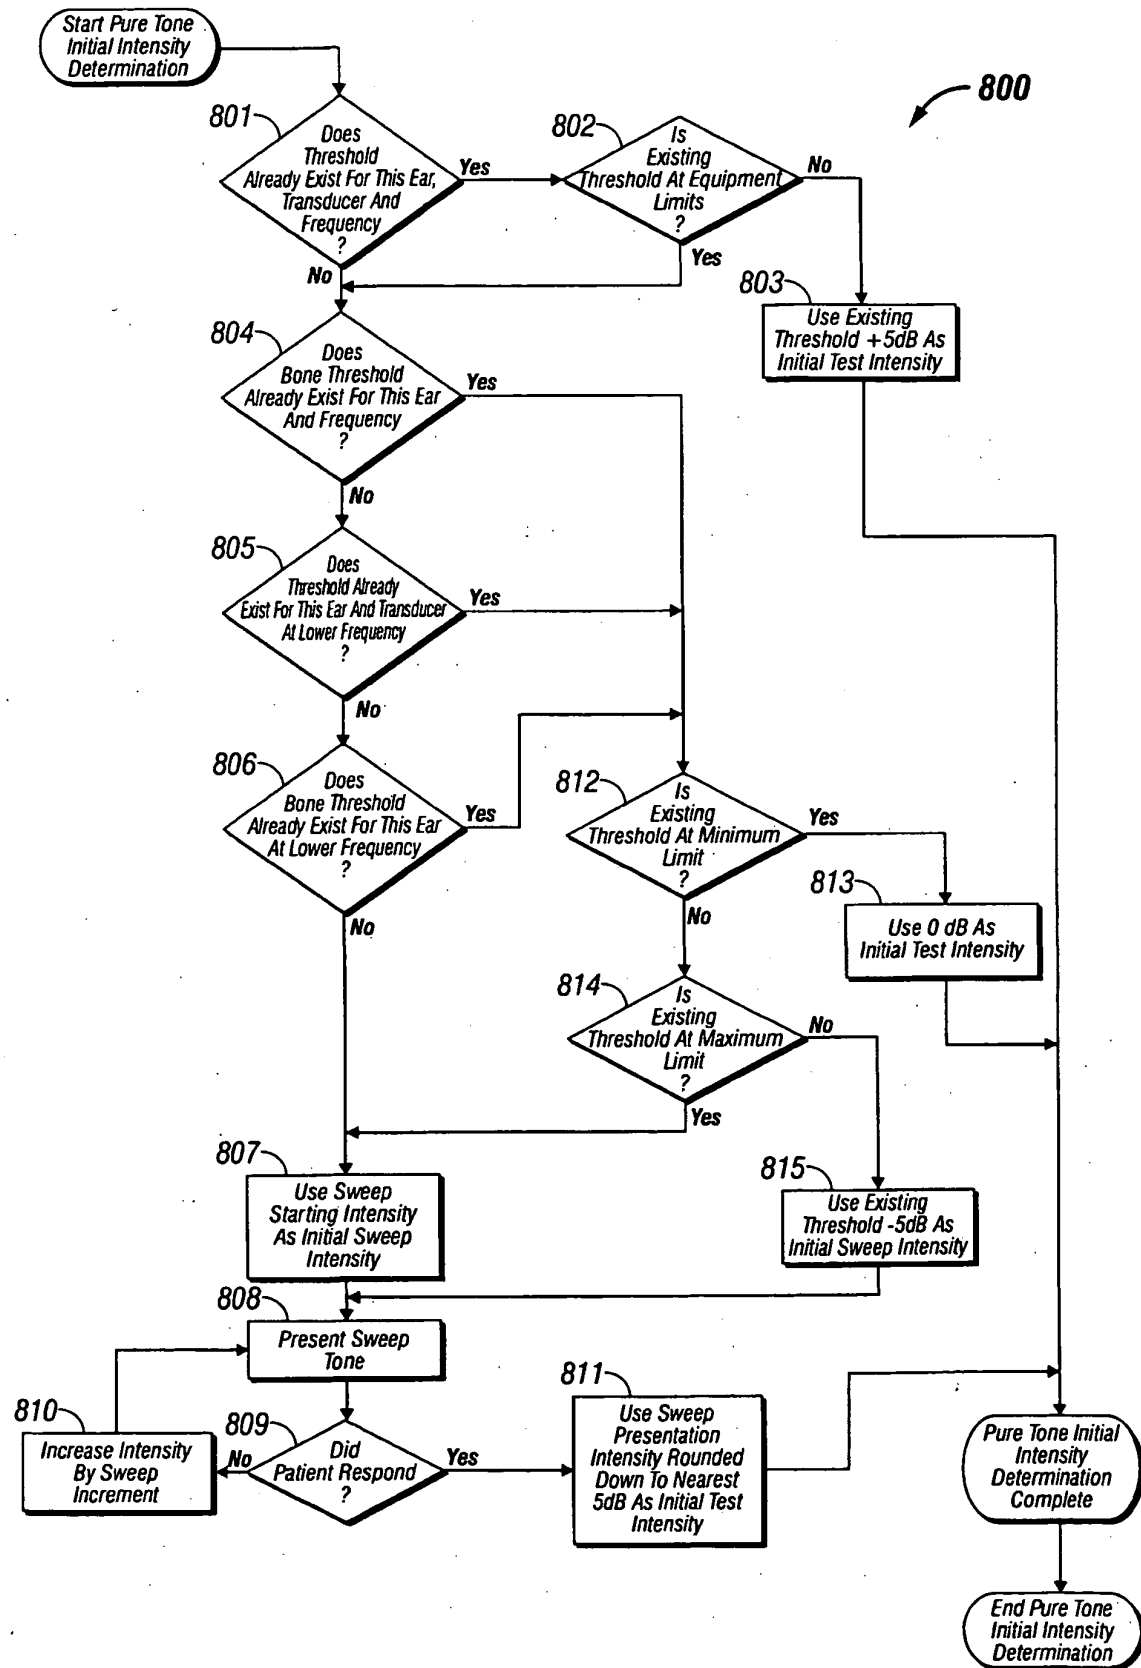 Start Pure Tone
Initial Intensity
Determination
800
801
Does
Threshold
Already Exist For This Ear,
Transducer And
Frequency
?
Yes
No
802
Is
Existing
Threshold At Equipment
Limits
?
No
Yes
803
Use Existing
Threshold +5dB As
Initial Test Intensity
804
Does
Bone Threshold
Already Exist For This Ear
And Frequency
?
Yes
No
805
Does
Threshold Already
Exist For This Ear And Transducer
At Lower Frequency
?
Yes
No
806
Does
Bone Threshold
Already Exist For This Ear
At Lower Frequency
?
Yes
No
812
Is
Existing
Threshold At Minimum
Limit
?
Yes
No
813
Use 0 dB As
Initial Test Intensity
814
Is
Existing
Threshold At Maximum
Limit
?
No
Yes
807
Use Sweep
Starting Intensity
As Initial Sweep
Intensity
815
Use Existing
Threshold -5dB As
Initial Sweep Intensity
808
Present Sweep
Tone
810
Increase Intensity
By Sweep
Increment
809
Did
Patient Respond
?
No
Yes
811
Use Sweep
Presentation
Intensity Rounded
Down To Nearest
5dB As Initial Test
Intensity
Pure Tone Initial
Intensity
Determination
Complete
End Pure Tone
Initial Intensity
Determination